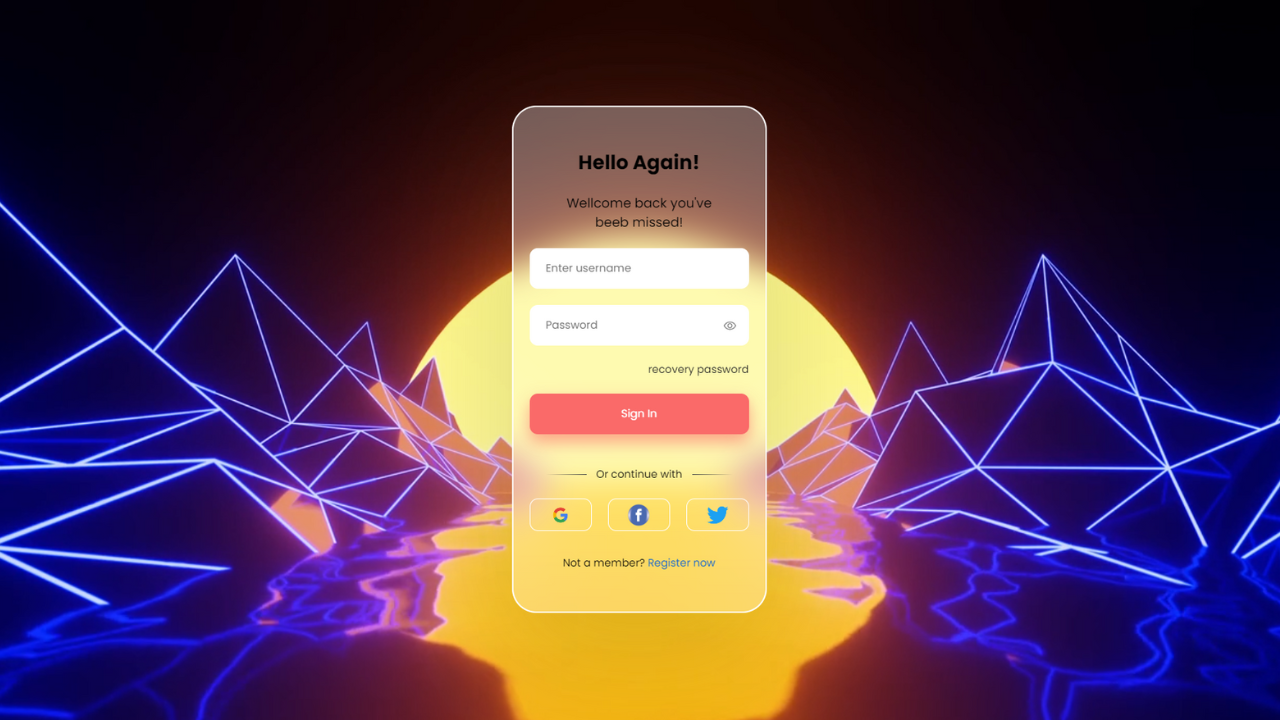 Hello Again!
Wellcome back you've
beeb missed!
Enter username
Password
recovery password
Sign In
Or continue with
Not a member? Register now